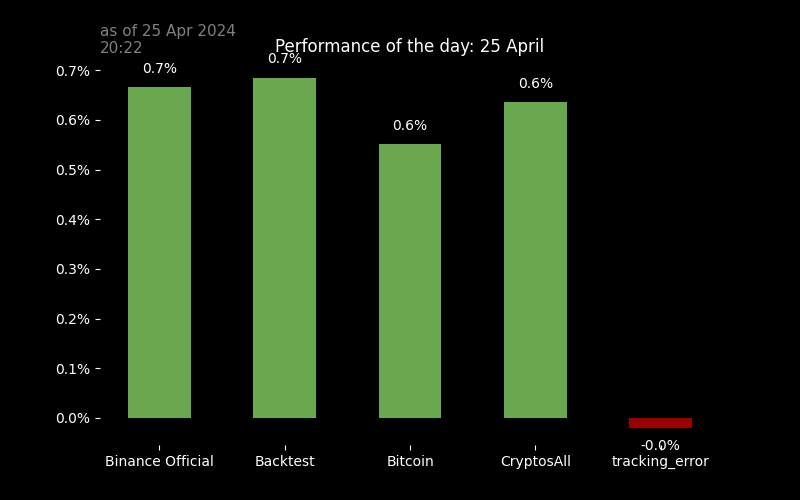 as of 25 Apr 2024
20:22
Performance of the day: 25 April
0.7%
0.7%
0.6%
0.6%
-0.0%
0.7%
0.6%
0.5%
0.4%
0.3%
0.2%
0.1%
0.0%
Binance Official
Backtest
Bitcoin
CryptosAll
tracking_error